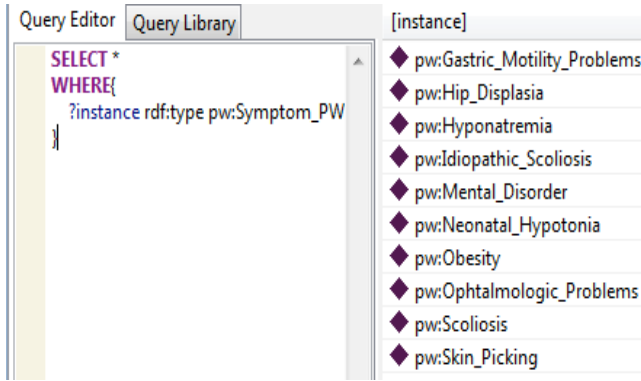 Query Editor
Query Library
SELECT *
WHERE{
?instance rdf:type pw:Symptom_PW
}
[instance]
pw:Gastric_Motility_Problems
pw:Hip_Displasia
pw:Hyponatremia
pw:Idiopathic_Scoliosis
pw:Mental_Disorder
pw:Neonatal_Hypotonia
pw:Obesity
pw:Ophtalmologic_Problems
pw:Scoliosis
pw:Skin_Picking